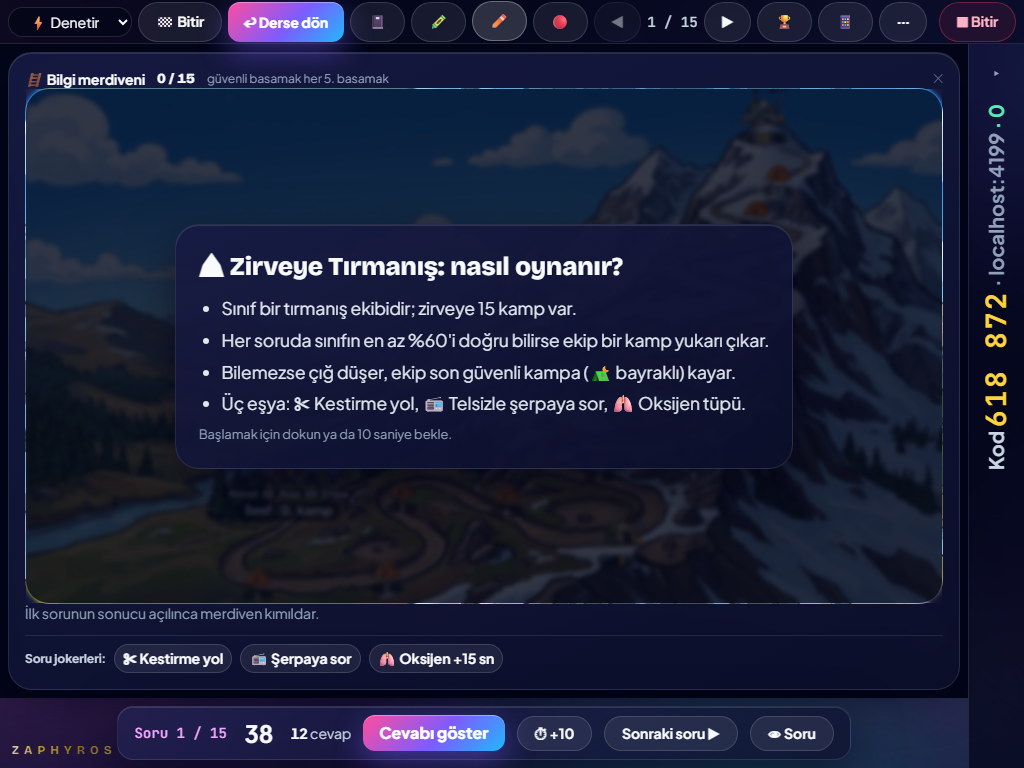 Denetir
Bitir
Derse dön
1 / 15
Bitir
Bilgi merdiveni 0 / 15 güvenli basamak her 5. basamak
Zirveye Tırmanış: nasıl oynanır?
Sınıf bir tırmanış ekibidir; zirveye 15 kamp var.
Her soruda sınıfın en az %60'i doğru bilirse ekip bir kamp yukarı çıkar.
Bilemezse çığ düşer, ekip son güvenli kampa ( bayraklı) kayar.
Üç eşya: Kestirme yol, Telsizle şerpaya sor, Oksijen tüpü.
Başlamak için dokun ya da 10 saniye bekle.
İlk sorunun sonucu açılınca merdiven kımıldar.
Soru jokerleri: Kestirme yol Şerpaya sor Oksijen +15 sn
Kod 618 872 · localhost:4199 · 0
ZAPHYROS
Soru 1 / 15 38 12 cevap Cevabı göster +10 Sonraki soru Soru